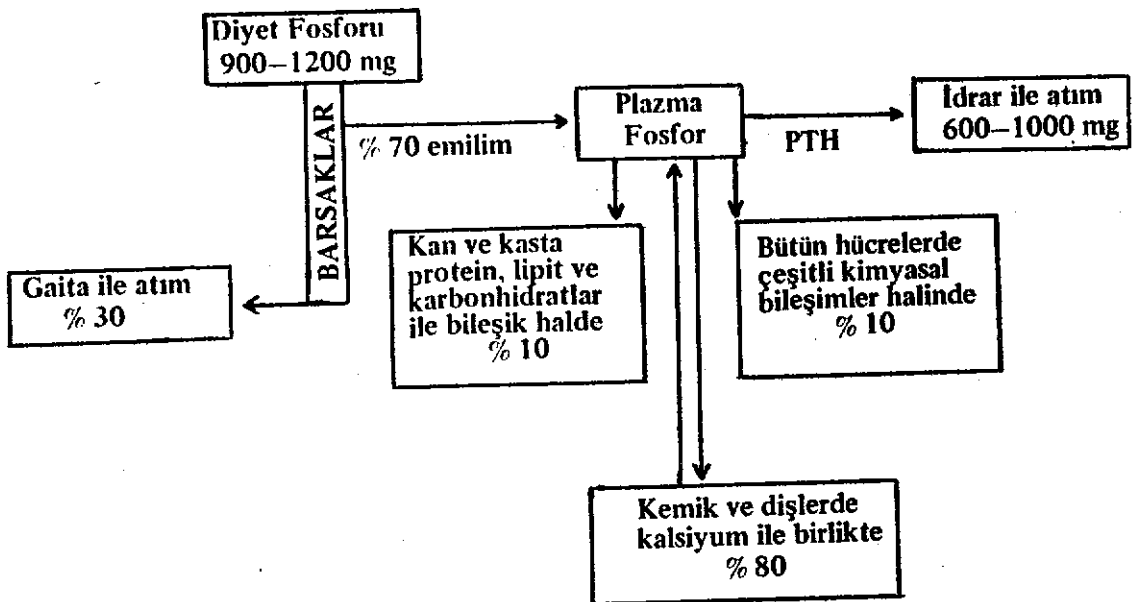 Diyet Fosforu
900–1200 mg
BARSAKLAR
% 70 emilim
Plazma
Fosfor
PTH
İdrar ile atım
600–1000 mg
Gaita ile atım
% 30
Kan ve kasta
protein, lipit ve
karbonhidratlar
ile bileşik halde
% 10
Bütün hücrelerde
çeşitli kimyasal
bileşimler halinde
% 10
Kemik ve dişlerde
kalsiyum ile birlikte
% 80